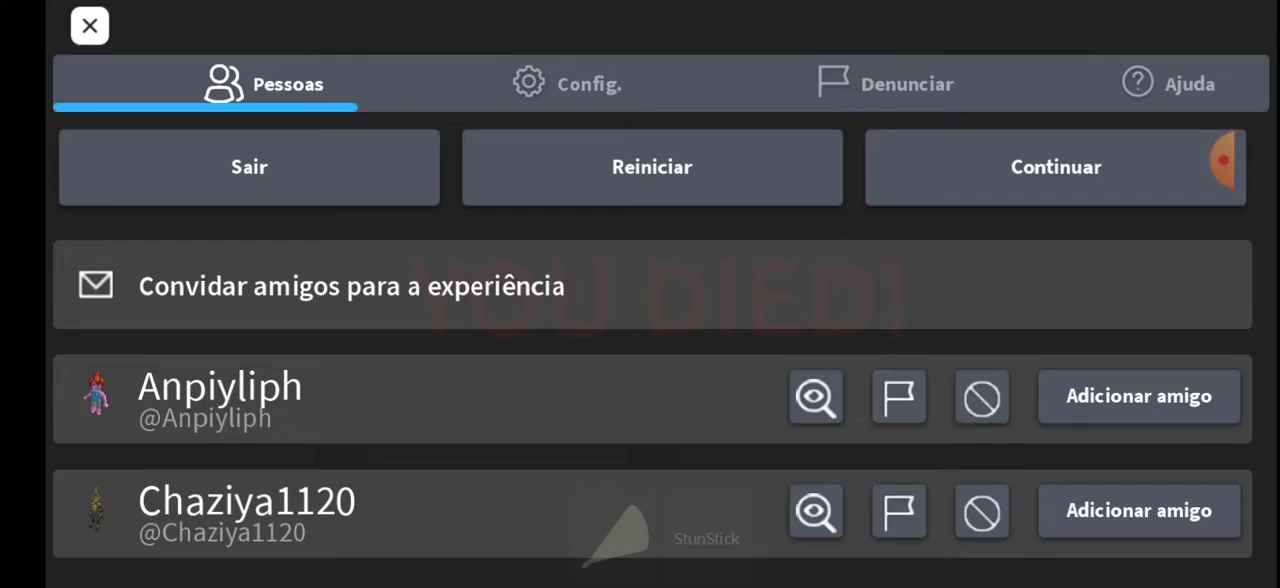 Pessoas
Config.
Denunciar
Ajuda
Sair
Reiniciar
Continuar
Convidar amigos para a experiência
YOU DIED!
Anpiyliph
@Anpiyliph
Adicionar amigo
Chaziya1120
@Chaziya1120
Adicionar amigo
StunStick